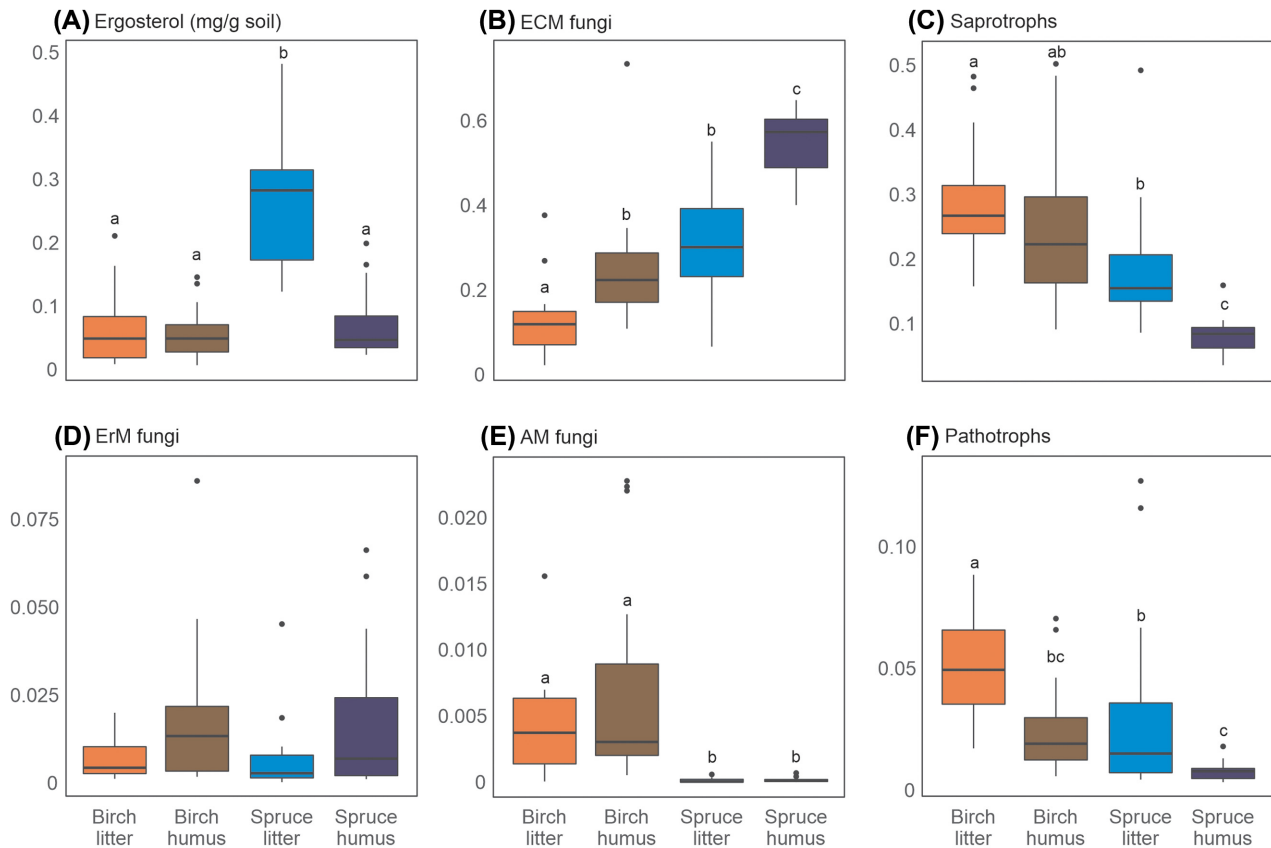 (A) Ergosterol (mg/g soil)
0.5
0.4
0.3
0.2
0.1
0
a
a
b
a
(B) ECM fungi
0.6
0.4
0.2
0
a
b
b
c
(C) Saprotrophs
0.5
0.4
0.3
0.2
0.1
a
ab
b
c
(D) ErM fungi
0.075
0.050
0.025
0
Birch litter
Birch humus
Spruce litter
Spruce humus
(E) AM fungi
0.020
0.015
0.010
0.005
0
a
a
b
b
Birch litter
Birch humus
Spruce litter
Spruce humus
(F) Pathotrophs
0.10
0.05
0
a
bc
b
c
Birch litter
Birch humus
Spruce litter
Spruce humus